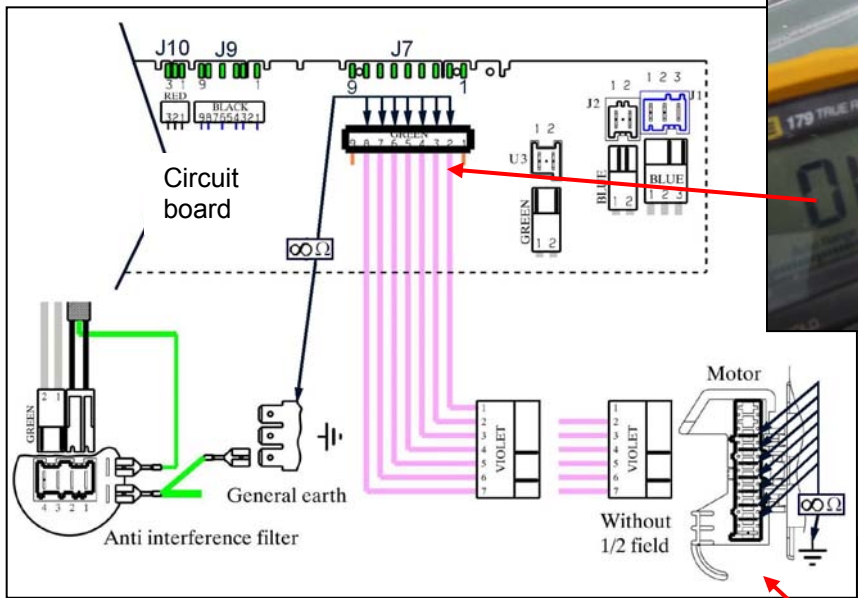 J10 J9 J7
3 1 9 1 9 1
RED
321
BLACK
987654321
GREEN
9 8 7 6 5 4 3 2 1
Circuit
board
∞ Ω
1 2
U3
GREEN
1 2
1 2
J2
BLUE
1 2
1 2 3
J1
BLUE
1 2 3
179 TRUE
GREEN
2 1
4 3 2 1
Anti interference filter
General earth
1
2
3
4
5
6
7
VIOLET
1
2
3
4
5
6
7
VIOLET
Without
1/2 field
Motor
∞ Ω